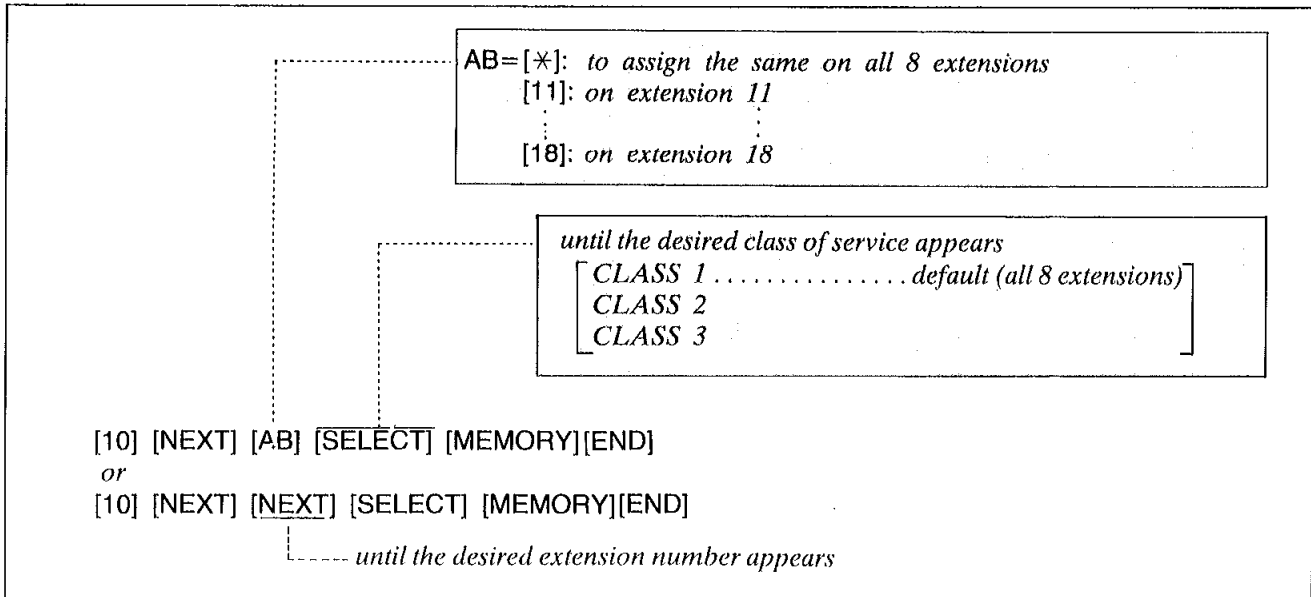 AB=[*]: to assign the same on all 8 extensions
[11]: on extension 11
[18]: on extension 18
until the desired class of service appears
CLASS 1 ................ default (all 8 extensions)
CLASS 2
CLASS 3
[10] [NEXT] [AB] [SELECT] [MEMORY][END]
or
[10] [NEXT] [NEXT] [SELECT] [MEMORY][END]
until the desired extension number appears